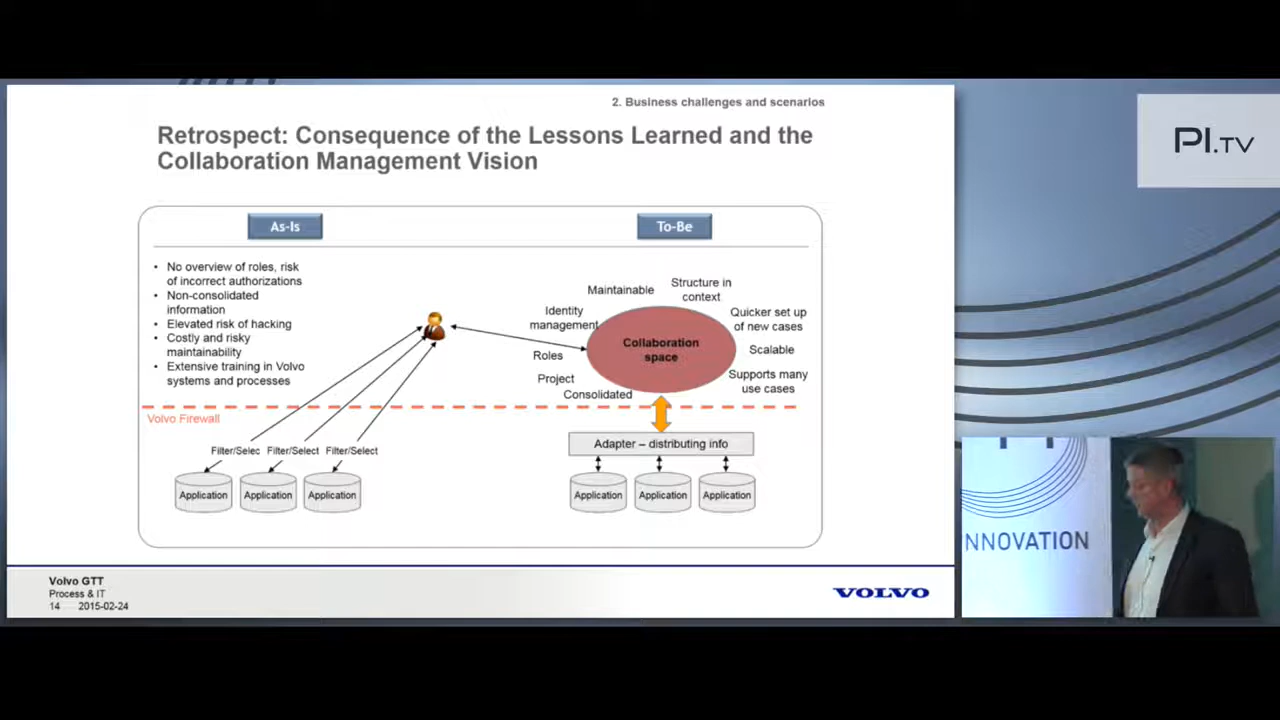 2. Business challenges and scenarios
Retrospect: Consequence of the Lessons Learned and the
Collaboration Management Vision
PI.TV
As-Is
To-Be
• No overview of roles, risk
of incorrect authorizations
• Non-consolidated
information
• Elevated risk of hacking
• Costly and risky
maintainability
• Extensive training in Volvo
systems and processes
Maintainable
Structure in
context
Identity
management
Quicker set up
of new cases
Collaboration
space
Roles
Scalable
Project
Supports many
use cases
Consolidated
Volvo Firewall
Filter/Selec
Filter/Select
Filter/Select
Adapter – distributing info
Application
Application
Application
Application
Application
Application
NNOVATION
Volvo GTT
Process & IT
14 2015-02-24
VOLVO